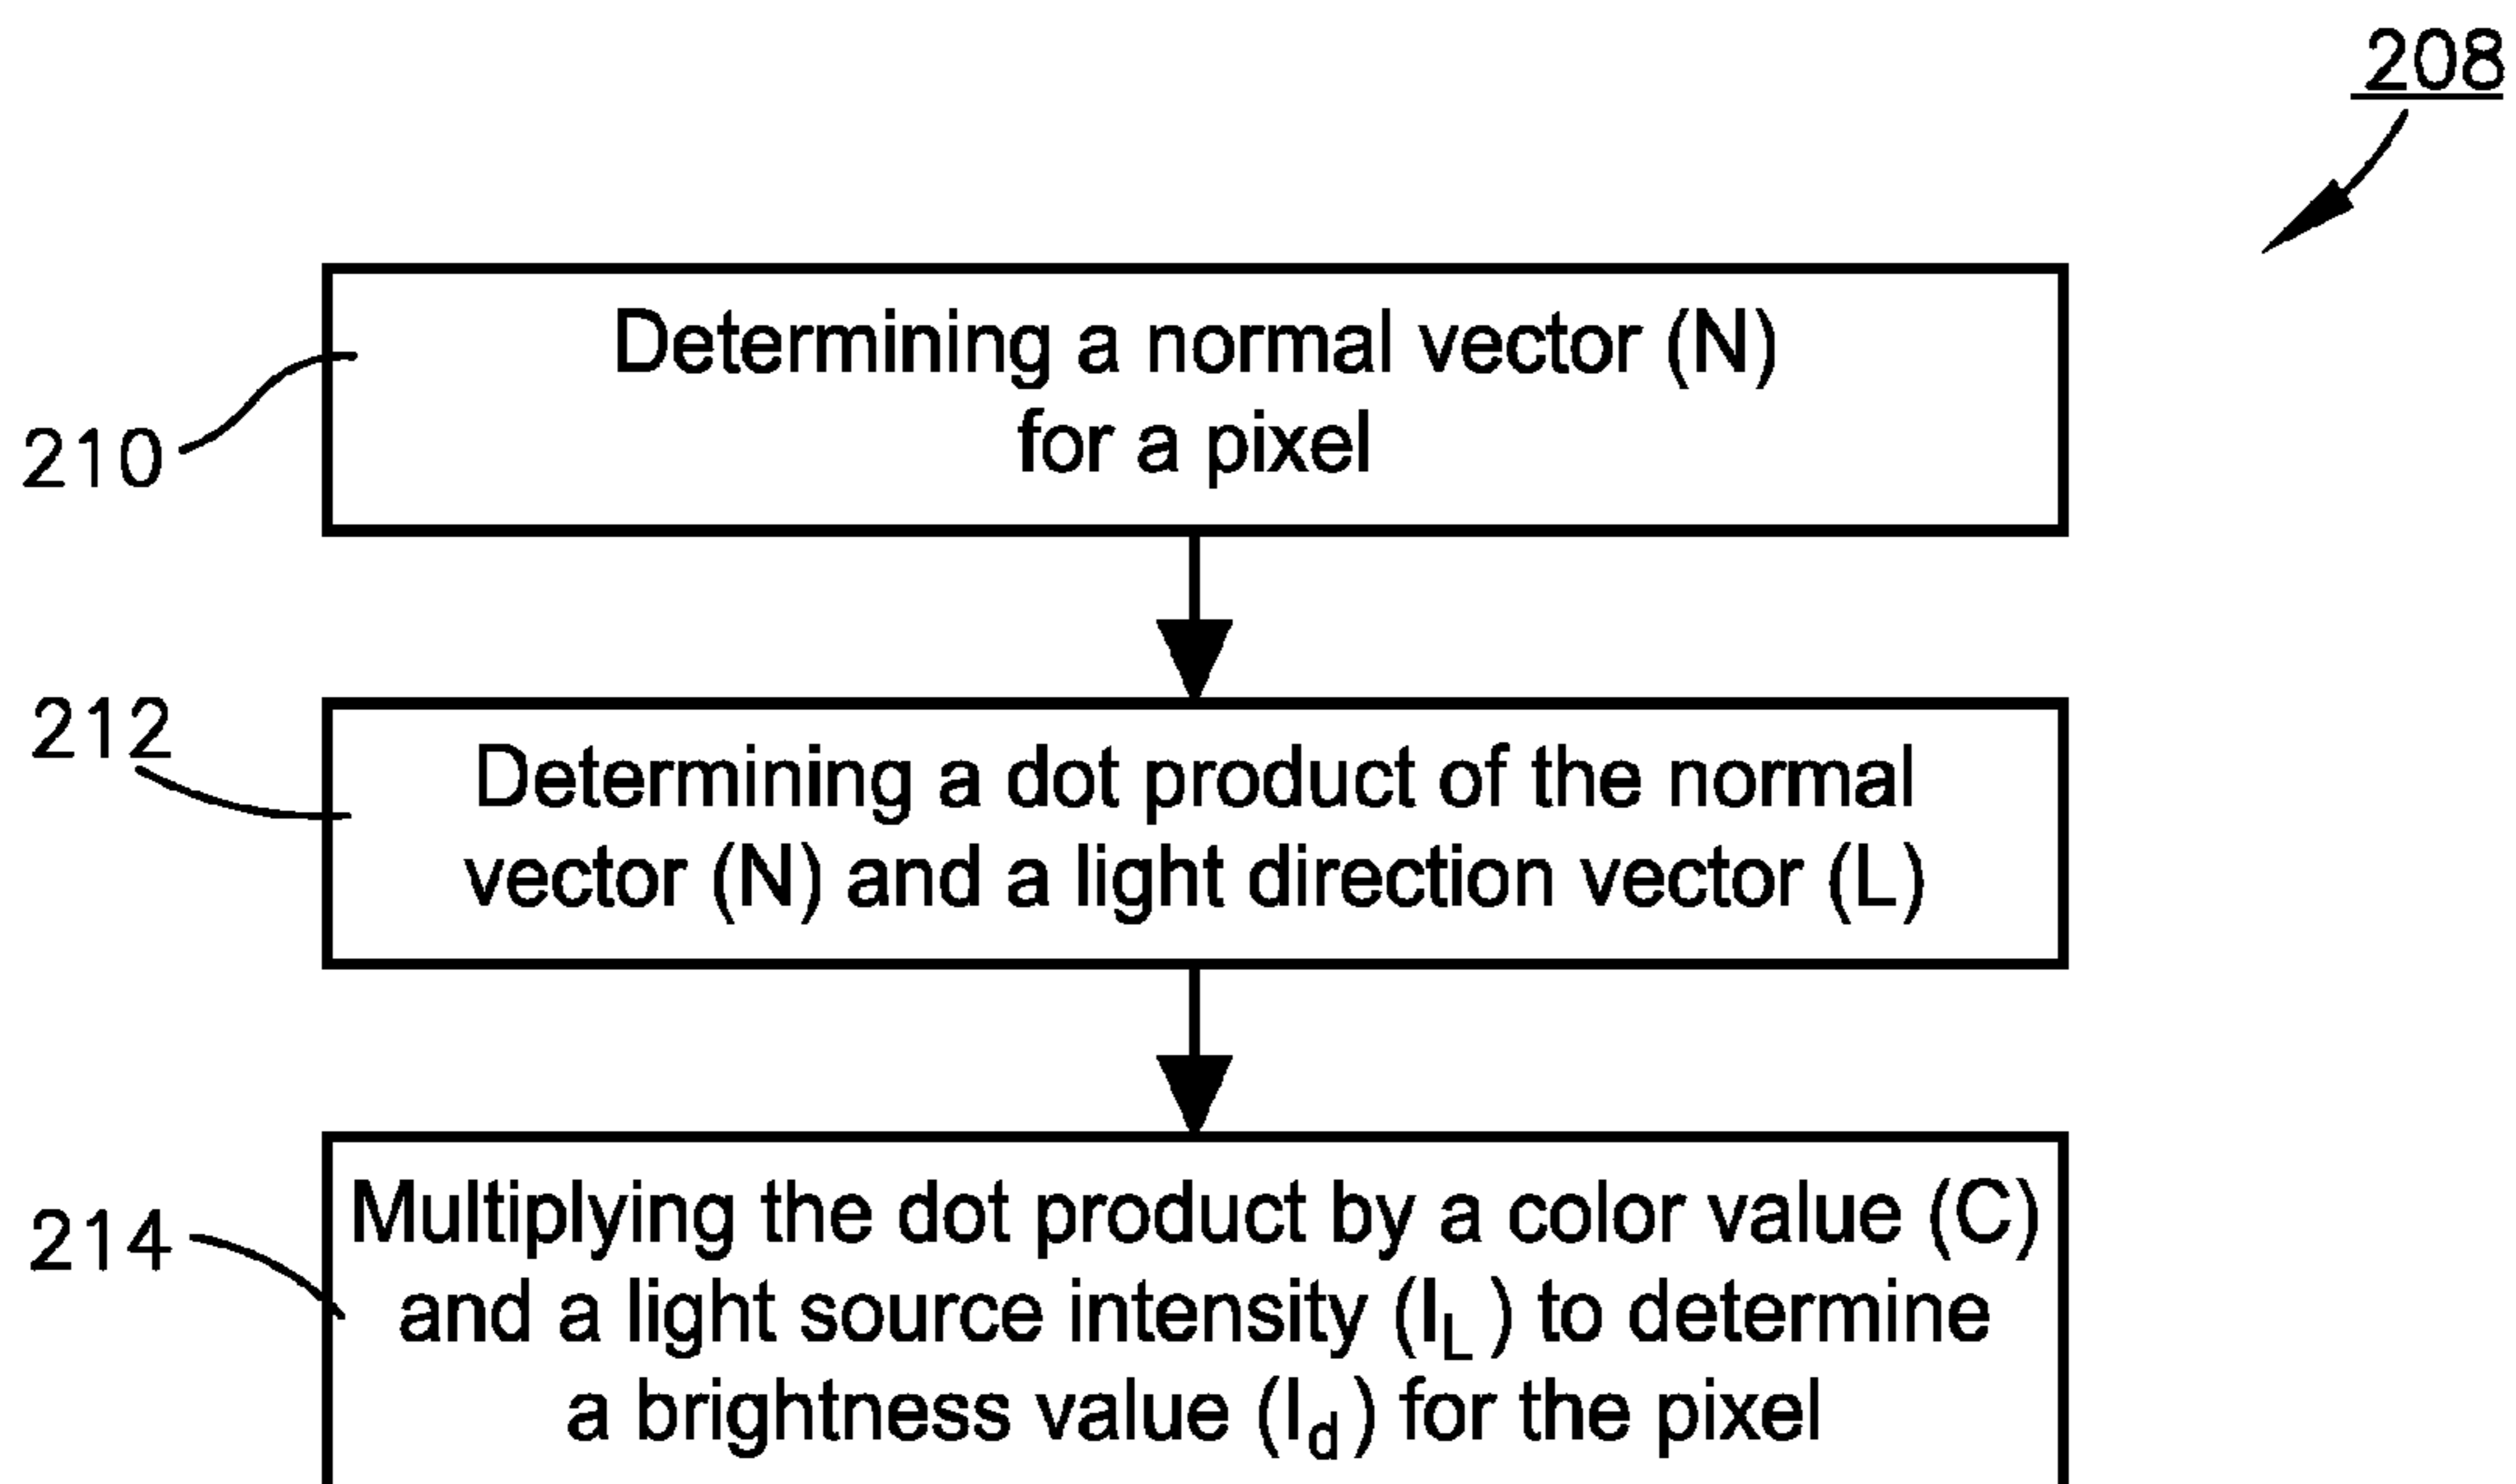 208
Determining a normal vector (N)
for a pixel
210
212
Determining a dot product of the normal
vector (N) and a light direction vector (L)
214
Multiplying the dot product by a color value (C)
and a light source intensity (I_L) to determine
a brightness value (I_d) for the pixel